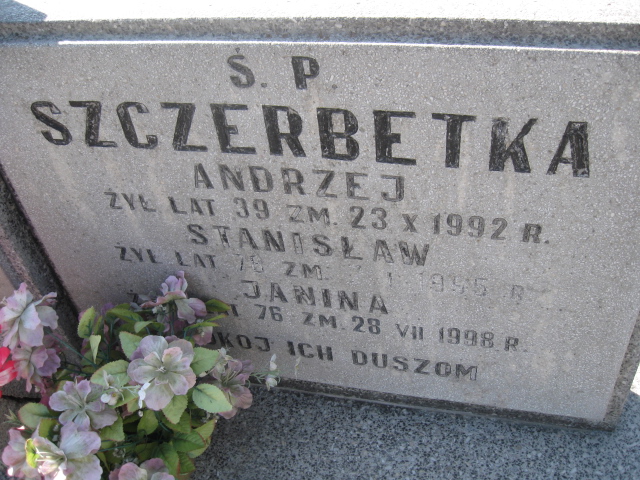 Ś. P.
SZCZERBETKA
ANDRZEJ
ŻYŁ LAT 39 ZM. 23 X 1992 R.
STANISŁAW
ŻYŁ LAT ZM. R
JANINA
76 ZM. 28 VII 1998 R.
ICH DUSZOM